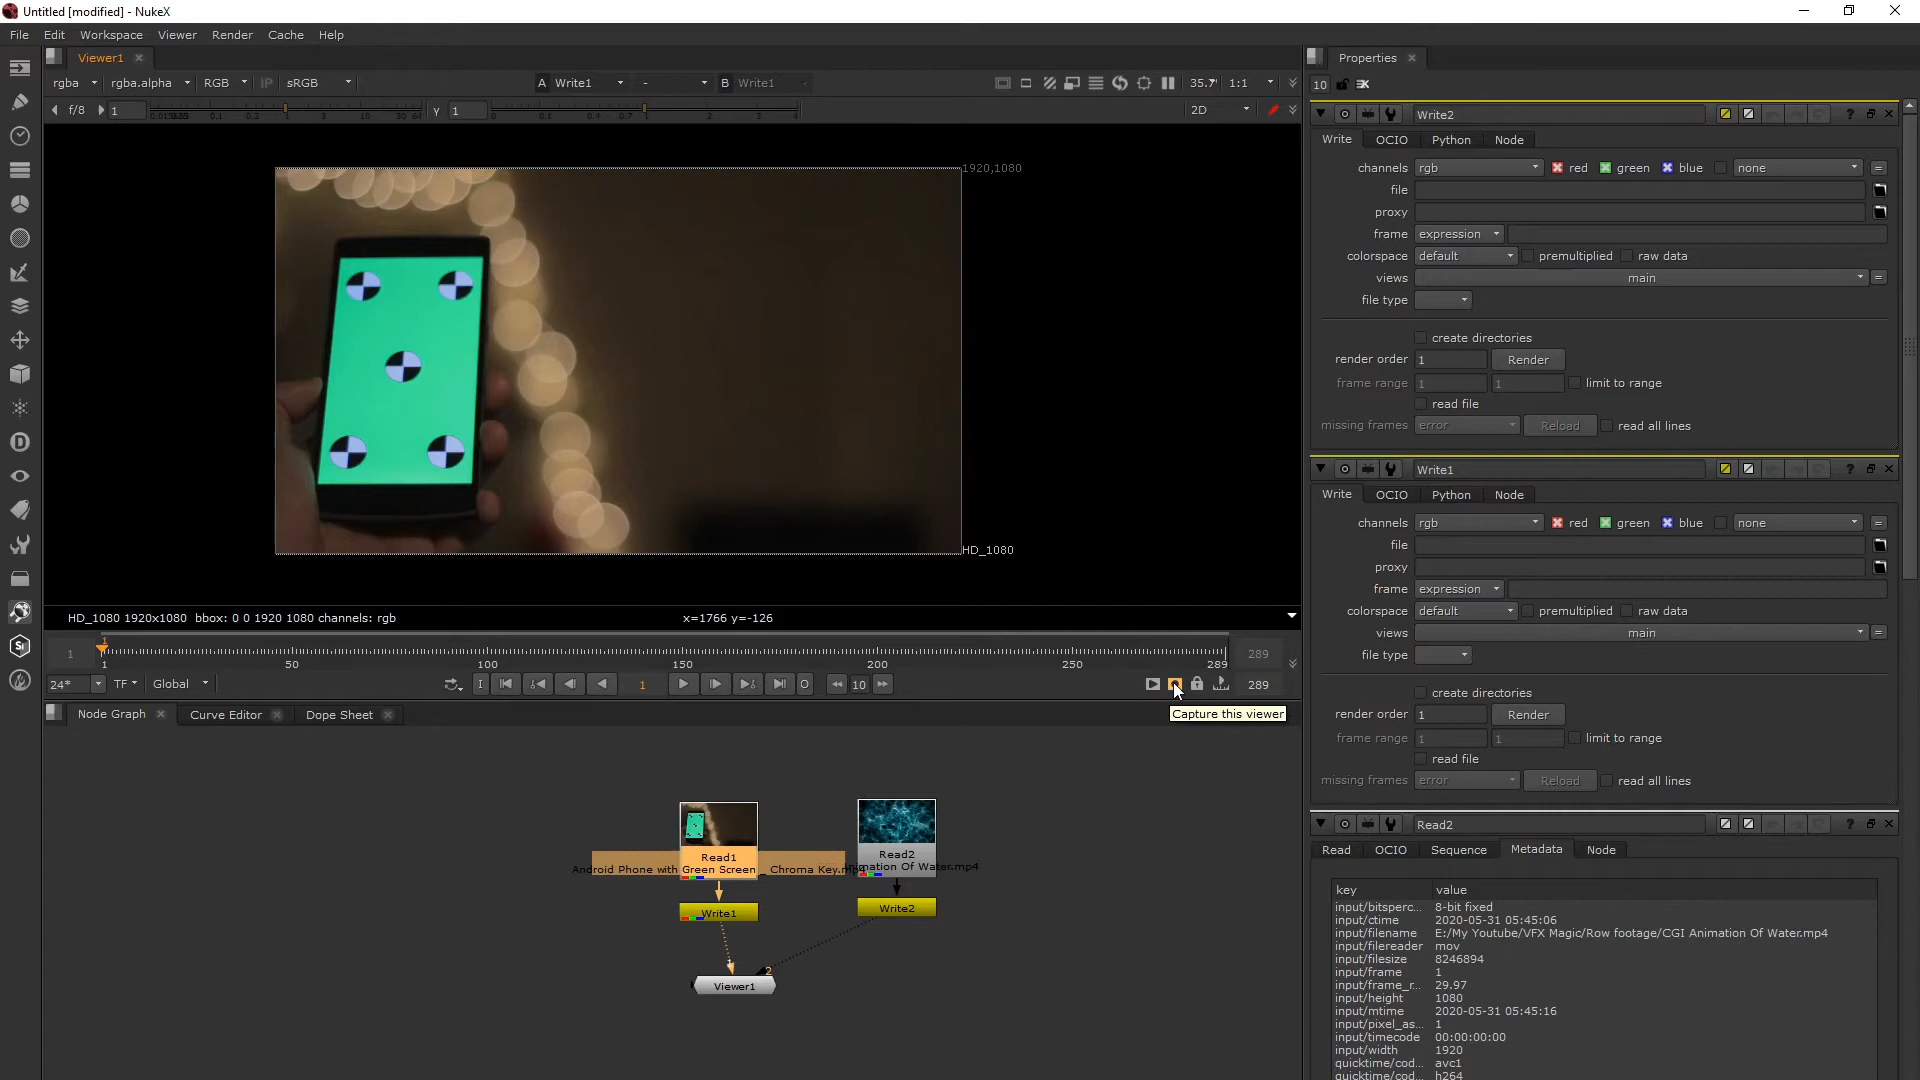 Untitled [modified] - NukeX
File Edit Workspace Viewer Render Cache Help
Viewer1
rgba rgba.alpha RGB IP sRGB A Write1 - B Write1 35.7 1:1
f/8 1 γ 1 2D
1920,1080
HD_1080
HD_1080 1920x1080 bbox: 0 0 1920 1080 channels: rgb x=1766 y=-126
1
1 1 50 100 150 200 250 289 289
24* TF Global I 1 O 10 289
Capture this viewer
Node Graph Curve Editor Dope Sheet
Read1
Android Phone with Green Screen _ Chroma Key.mp4
Read2
Animation Of Water.mp4
Write1
Write2
1 2
Viewer1
Properties
10
Write2
Write OCIO Python Node
channels rgb red green blue none =
file
proxy
frame expression
colorspace default premultiplied raw data
views main =
file type
create directories
render order 1 Render
frame range 1 1 limit to range
read file
missing frames error Reload read all lines
Write1
Write OCIO Python Node
channels rgb red green blue none =
file
proxy
frame expression
colorspace default premultiplied raw data
views main =
file type
create directories
render order 1 Render
frame range 1 1 limit to range
read file
missing frames error Reload read all lines
Read2
Read OCIO Sequence Metadata Node
key value
input/bitsperc... 8-bit fixed
input/ctime 2020-05-31 05:45:06
input/filename E:/My Youtube/VFX Magic/Row footage/CGI Animation Of Water.mp4
input/filereader mov
input/filesize 8246894
input/frame 1
input/frame_r... 29.97
input/height 1080
input/mtime 2020-05-31 05:45:16
input/pixel_as... 1
input/timecode 00:00:00:00
input/width 1920
quicktime/cod... avc1
quicktime/cod... h264